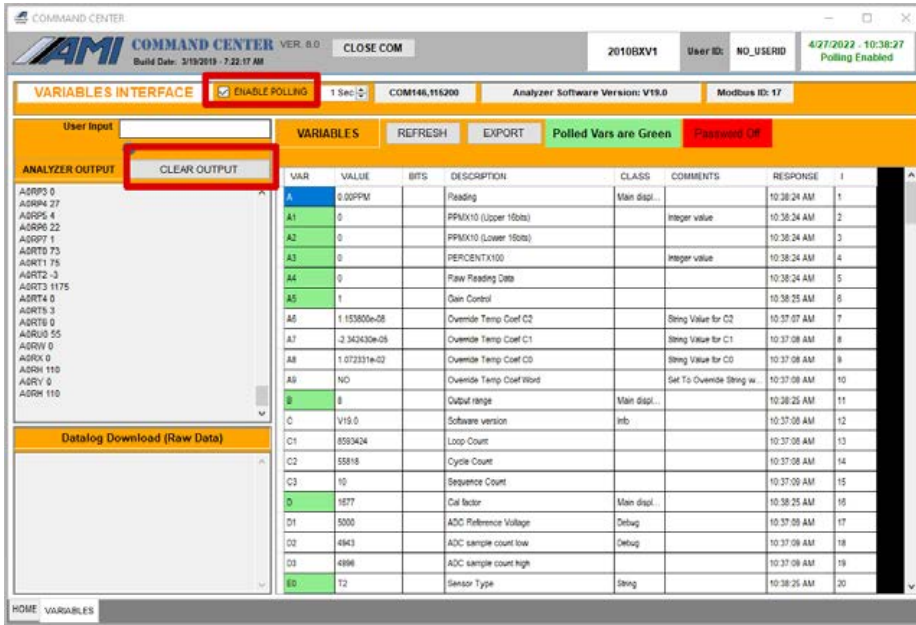 COMMAND CENTER
AMI COMMAND CENTER VER. 8.0 CLOSE COM 2010BXV1 User ID: NO_USERID 4/27/2022 - 10:38:27
Build Date: 3/19/2019 - 7:22:17 AM Polling Enabled
VARIABLES INTERFACE ENABLE POLLING 1 Sec COM146,115200 Analyzer Software Version: V19.0 Modbus ID: 17
User Input
VARIABLES REFRESH EXPORT Polled Vars are Green Password Off
ANALYZER OUTPUT CLEAR OUTPUT
A0RP3 0
A0RP4 27
A0RP5 4
A0RP6 22
A0RP7 1
A0RT0 73
A0RT1 75
A0RT2 -3
A0RT3 1175
A0RT4 0
A0RT5 3
A0RT6 0
A0RU0 55
A0RW 0
A0RX 0
A0RH 110
A0RY 0
A0RH 110
Datalog Download (Raw Data)
VAR VALUE BITS DESCRIPTION CLASS COMMENTS RESPONSE I
A 0.00PPM Reading Main displ... 10:38:24 AM 1
A1 0 PPMX10 (Upper 16bits) Integer value 10:38:24 AM 2
A2 0 PPMX10 (Lower 16bits) 10:38:24 AM 3
A3 0 PERCENTX100 Integer value 10:38:24 AM 4
A4 0 Raw Reading Data 10:38:24 AM 5
A5 1 Gain Control 10:38:25 AM 6
A6 1.153800e-08 Override Temp Coef C2 String Value for C2 10:37:07 AM 7
A7 -2.342430e-05 Override Temp Coef C1 String Value for C1 10:37:08 AM 8
A8 1.072331e-02 Override Temp Coef C0 String Value for C0 10:37:08 AM 9
A9 NO Override Temp Coef Word Set To Override String w... 10:37:08 AM 10
B 8 Output range Main displ... 10:38:25 AM 11
C V19.0 Software version Info 10:37:08 AM 12
C1 8593424 Loop Count 10:37:08 AM 13
C2 55818 Cycle Count 10:37:08 AM 14
C3 10 Sequence Count 10:37:09 AM 15
D 1677 Cal factor Main displ... 10:38:25 AM 16
D1 5000 ADC Reference Voltage Debug 10:37:09 AM 17
D2 4943 ADC sample count low Debug 10:37:09 AM 18
D3 4896 ADC sample count high 10:37:09 AM 19
E0 T2 Sensor Type String 10:38:25 AM 20
HOME VARIABLES